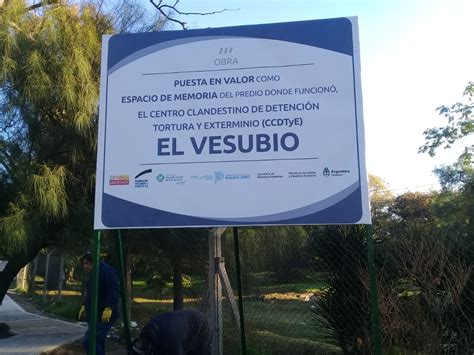 OBRA
PUESTA EN VALOR COMO
ESPACIO DE MEMORIA DEL PREDIO DONDE FUNCIONÓ,
EL CENTRO CLANDESTINO DE DETENCIÓN
TORTURA Y EXTERMINIO (CCDTyE)
EL VESUBIO
Argentina